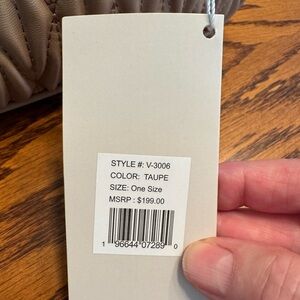 STYLE #: V-3006
COLOR: TAUPE
SIZE: One Size
MSRP : $199.00
1 96644 07289 0